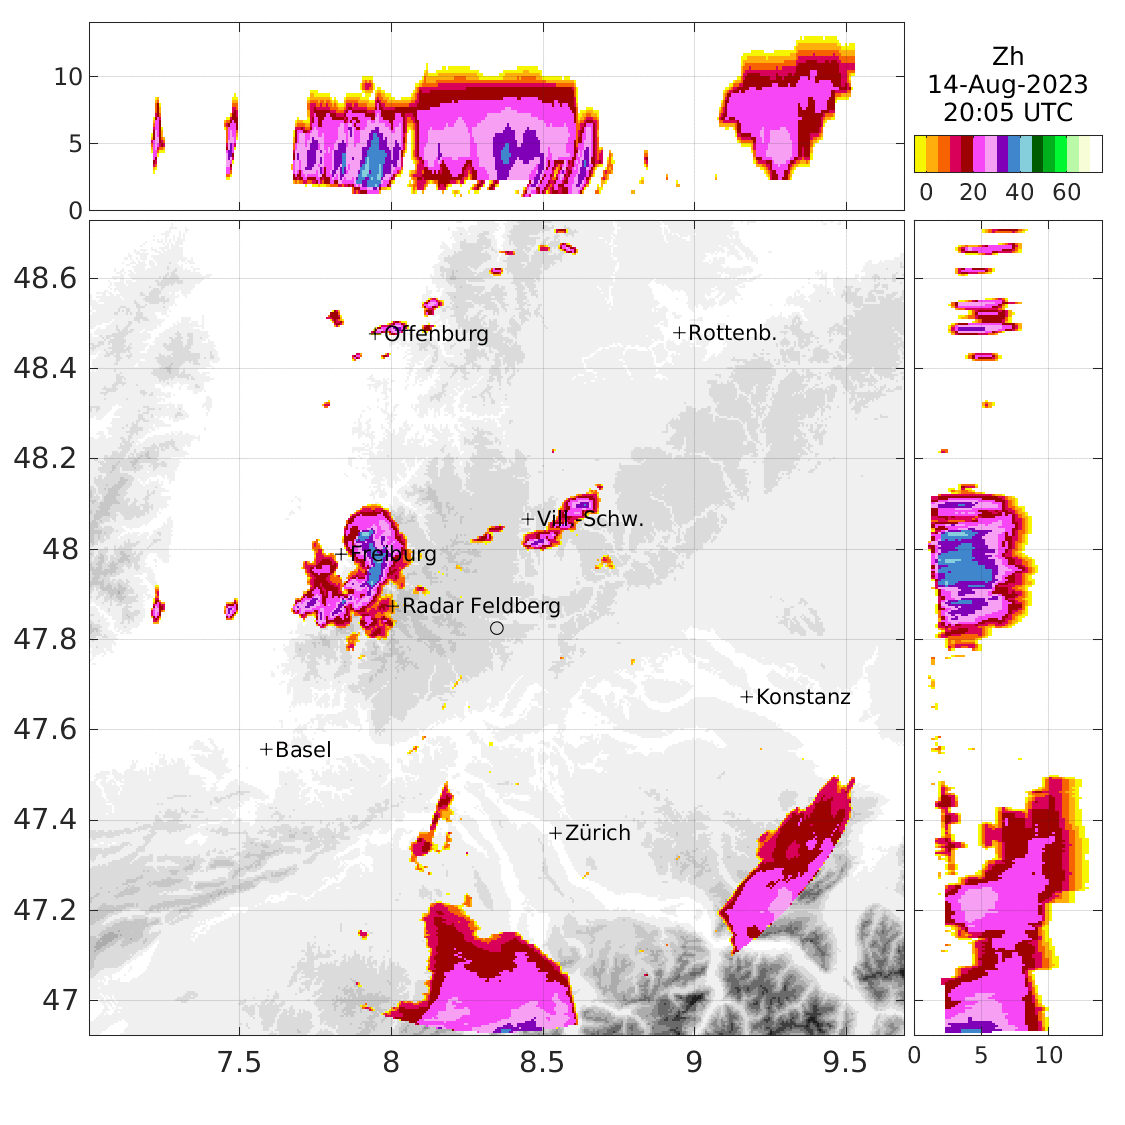 10
5
0
Zh
14-Aug-2023
20:05 UTC
0 20 40 60
48.6
48.4
48.2
48
47.8
47.6
47.4
47.2
47
Offenburg
Rottenb.
Vill.-Schw.
Freiburg
Radar Feldberg
Konstanz
Basel
Zürich
7.5 8 8.5 9 9.5
0 5 10